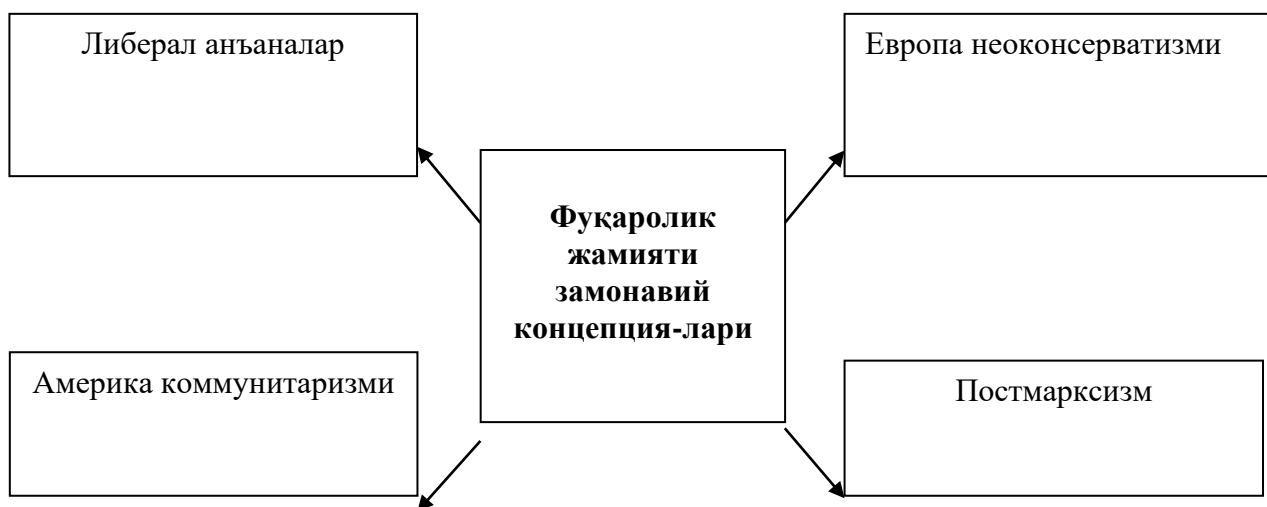 Либерал анъаналар
Европа неоконсерватизми
Фуқаролик
жамияти
замонавий
концепция-лари
Америка коммунитаризми
Постмарксизм